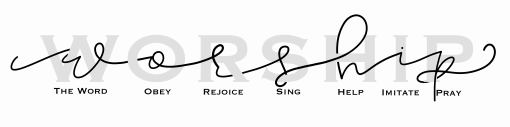 WORSHIP
worship
THE WORD OBEY REJOICE SING HELP IMITATE PRAY